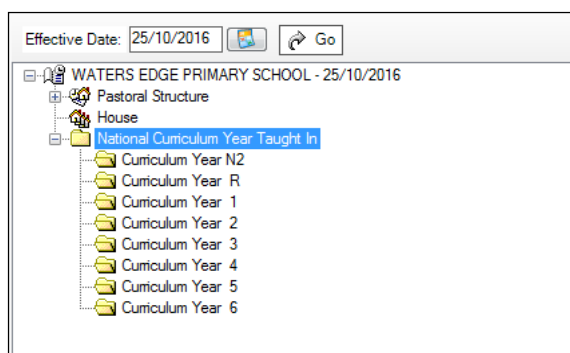 Effective Date: 25/10/2016 Go
WATERS EDGE PRIMARY SCHOOL - 25/10/2016
Pastoral Structure
House
National Curriculum Year Taught In
Curriculum Year N2
Curriculum Year R
Curriculum Year 1
Curriculum Year 2
Curriculum Year 3
Curriculum Year 4
Curriculum Year 5
Curriculum Year 6